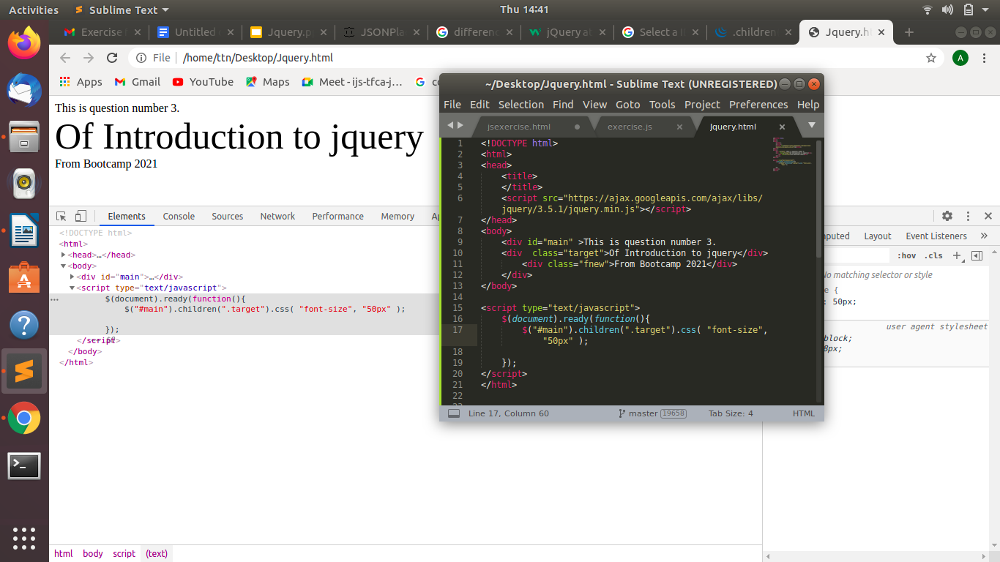 Activities
Sublime Text
Thu 14:41
Exercise
Untitled
Jquery.p
JSONPla
differenc
jQuery at
Select a I
.children
Jquery.ht
File
/home/ttn/Desktop/Jquery.html
A
Apps
Gmail
YouTube
Maps
Meet - ijs-tfca-j…
This is question number 3.
Of Introduction to jquery
From Bootcamp 2021
~/Desktop/Jquery.html - Sublime Text (UNREGISTERED)
File Edit Selection Find View Goto Tools Project Preferences Help
jsexercise.html
exercise.js
Jquery.html
1 <!DOCTYPE html>
2 <html>
3 <head>
4 <title>
5 </title>
6 <script src="https://ajax.googleapis.com/ajax/libs/
jquery/3.5.1/jquery.min.js"></script>
7 </head>
8 <body>
9 <div id="main" >This is question number 3.
10 <div  class="target">Of Introduction to jquery</div>
11 <div class="fnew">From Bootcamp 2021</div>
12 </div>
13 </body>
14
15 <script type="text/javascript">
16 $(document).ready(function(){
17 $("#main").children(".target").css( "font-size",
"50px" );
18
19 });
20 </script>
21 </html>
22
Line 17, Column 60
master 19658
Tab Size: 4
HTML
Elements Console Sources Network Performance Memory
<!DOCTYPE html>
<html>
<head>…</head>
<body>
<div id="main">…</div>
<script type="text/javascript">
$(document).ready(function(){
$("#main").children(".target").css( "font-size", "50px" );
});
</script>
</body>
</html>
Layout
Event Listeners
:hov .cls
No matching selector or style
{
: 50px;
user agent stylesheet
block;
8px;
html body script (text)